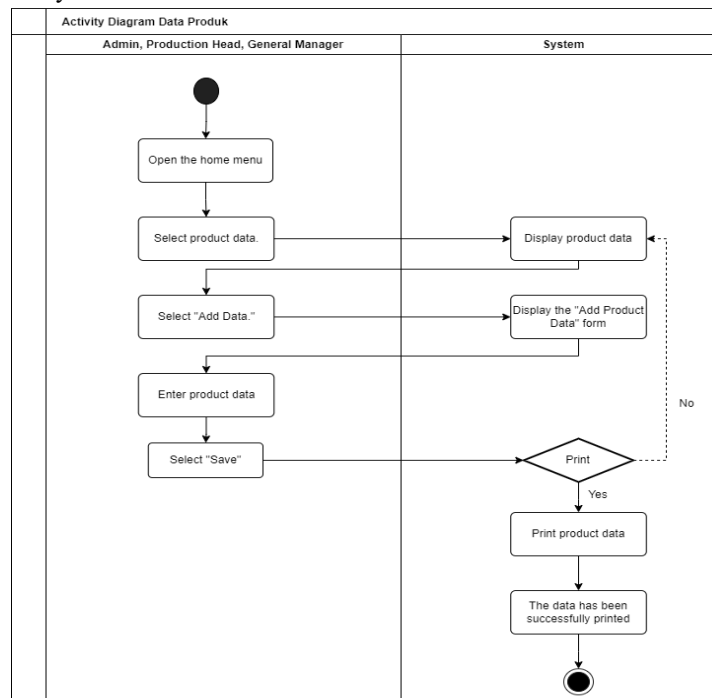 Activity Diagram Data Produk
Admin, Production Head, General Manager
System
Open the home menu
Select product data.
Display product data
Select "Add Data."
Display the "Add Product
Data" form
Enter product data
No
Select "Save"
Print
Yes
Print product data
The data has been
successfully printed